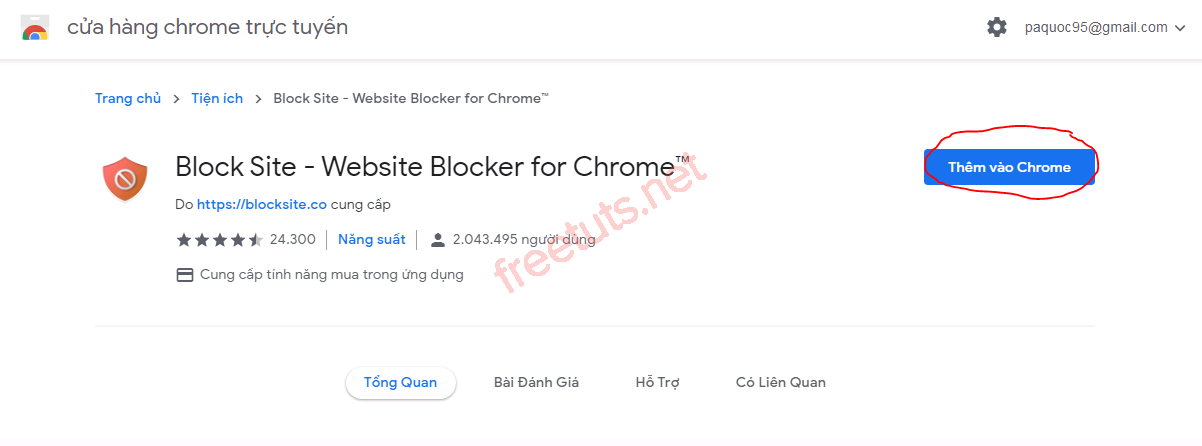 cửa hàng chrome trực tuyến
paquoc95@gmail.com
Trang chủ > Tiện ích > Block Site - Website Blocker for Chrome™
Block Site - Website Blocker for Chrome™
Thêm vào Chrome
Do https://blocksite.co cung cấp
24.300 Năng suất 2.043.495 người dùng
Cung cấp tính năng mua trong ứng dụng
freetuts.net
Tổng Quan Bài Đánh Giá Hỗ Trợ Có Liên Quan